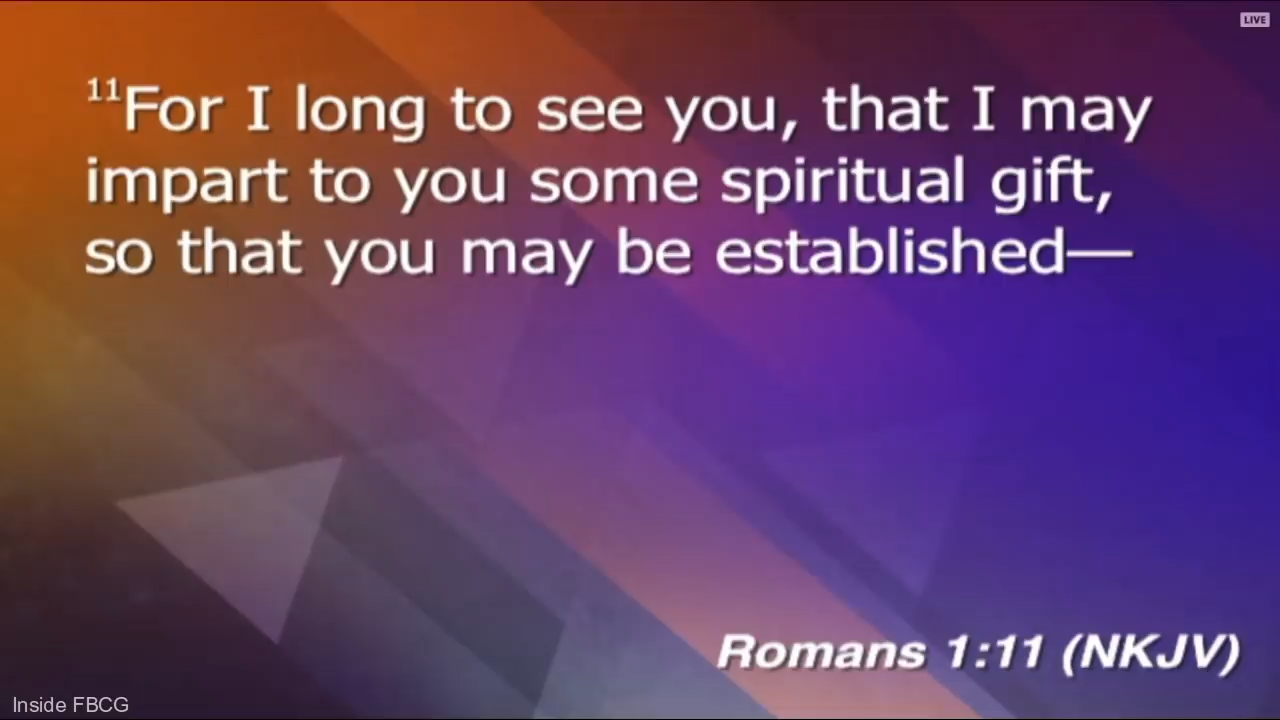 LIVE
11For I long to see you, that I may
impart to you some spiritual gift,
so that you may be established—
Romans 1:11 (NKJV)
Inside FBCG